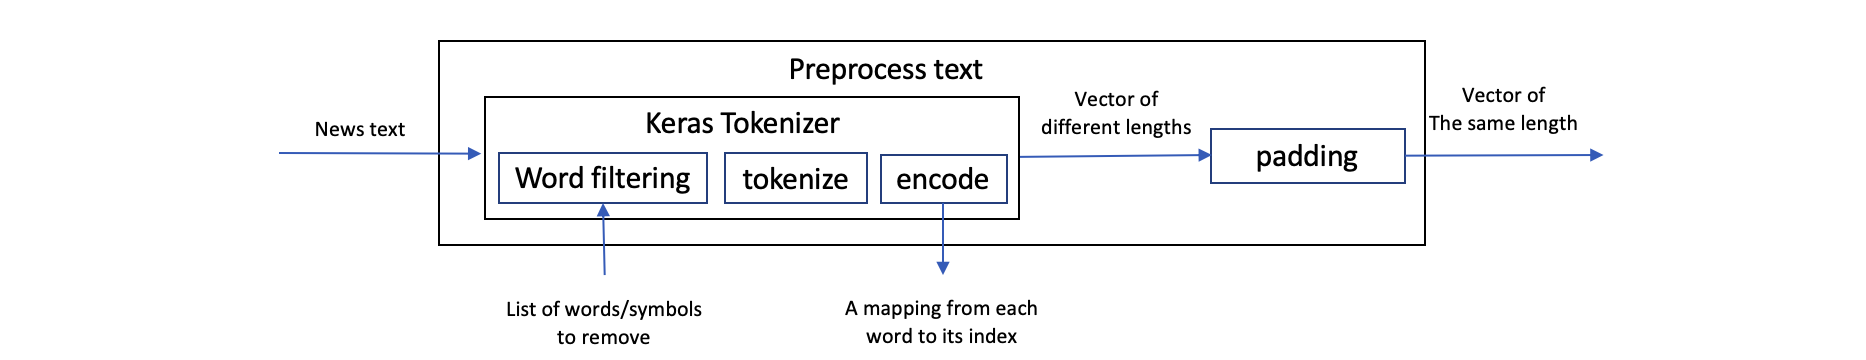 Preprocess text
Keras Tokenizer
News text
Word filtering
tokenize
encode
Vector of
different lengths
padding
Vector of
The same length
List of words/symbols
to remove
A mapping from each
word to its index